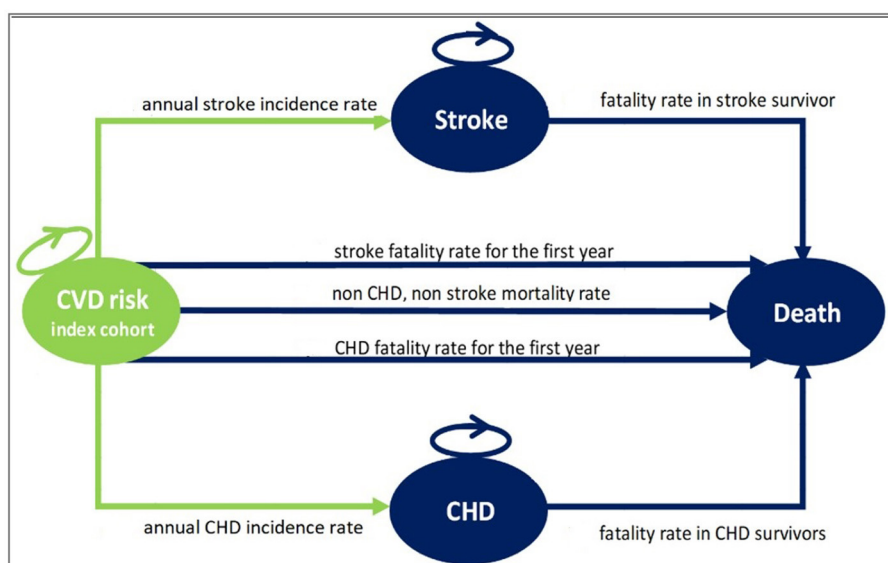 annual stroke incidence rate
Stroke
fatality rate in stroke survivor
stroke fatality rate for the first year
CVD risk
index cohort
non CHD, non stroke mortality rate
Death
CHD fatality rate for the first year
annual CHD incidence rate
CHD
fatality rate in CHD survivors